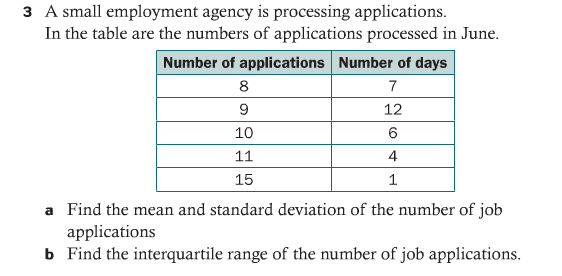 3 A small employment agency is processing applications.
In the table are the numbers of applications processed in June.
Number of applications Number of days
8 7
9 12
10 6
11 4
15 1
a Find the mean and standard deviation of the number of job
applications
b Find the interquartile range of the number of job applications.